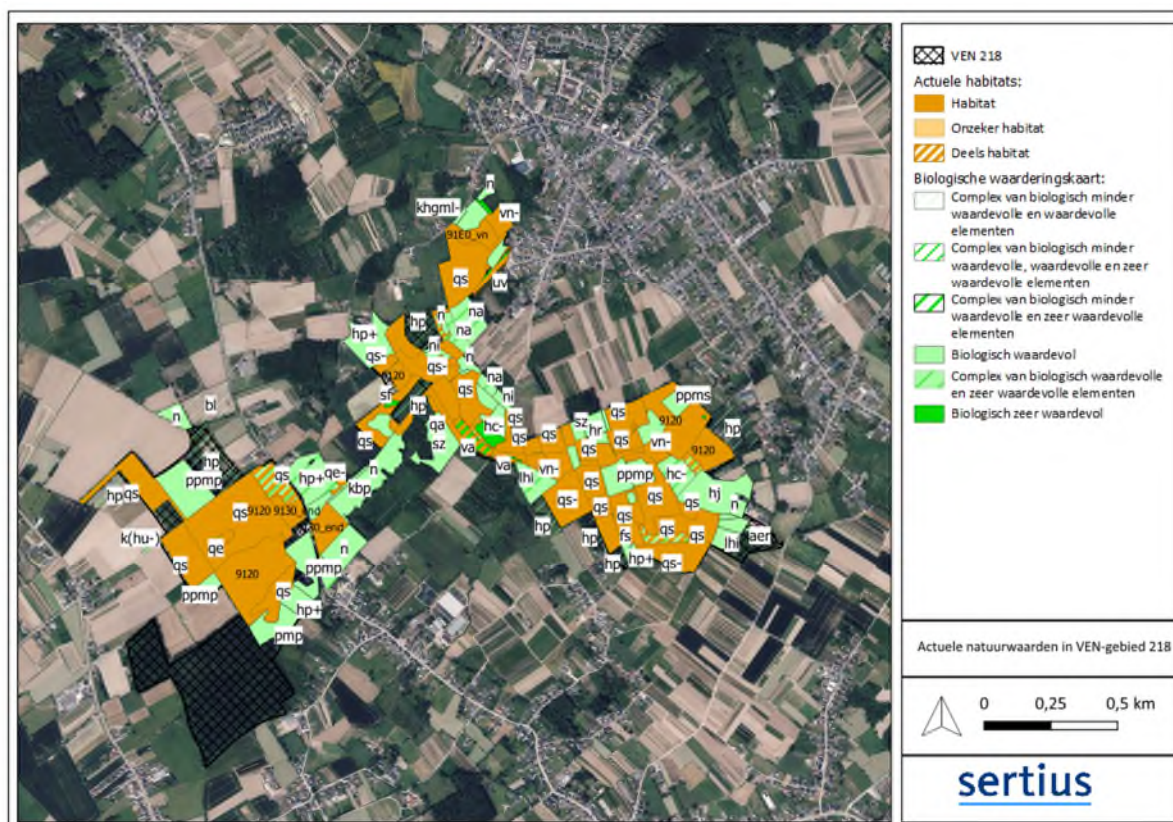 VEN 218
Actuele habitats:
Habitat
Onzeker habitat
Deels habitat
Biologische waarderingskaart:
Complex van biologisch minder
waardevolle en waardevolle
elementen
Complex van biologisch minder
waardevolle, waardevolle en zeer
waardevolle elementen
Complex van biologisch minder
waardevolle en zeer waardevolle
elementen
Biologisch waardevol
Complex van biologisch waardevolle
en zeer waardevolle elementen
Biologisch zeer waardevol
Actuele natuurwaarden in VEN-gebied 218
0 0,25 0,5 km
sertius
n
khgml-
vn-
91E0_vn
qs
uv
hp
n
na
hp+
na
ni
qs-
n
9120
qs-
na
sf
qs
ni
hp
qs
qa
hc-
qs
sz
va
qs
va
n
bl
hp
ppmp
hp
qs
qs
hp+
qe-
n
kbp
qs
9120
9130_end
k(hu-)
qe
n
qs
9120
ppmp
ppmp
qs
hp+
pmp
ppms
qs
sz
9120
hp
qs
hr
qs
vn-
qs
9120
vn-
lhi
qs
ppmp
hc-
qs-
qs
qs
qs
hj
hp
qs
n
hp
fs
qs
qs
lhi
aer
hp
hp+
qs-